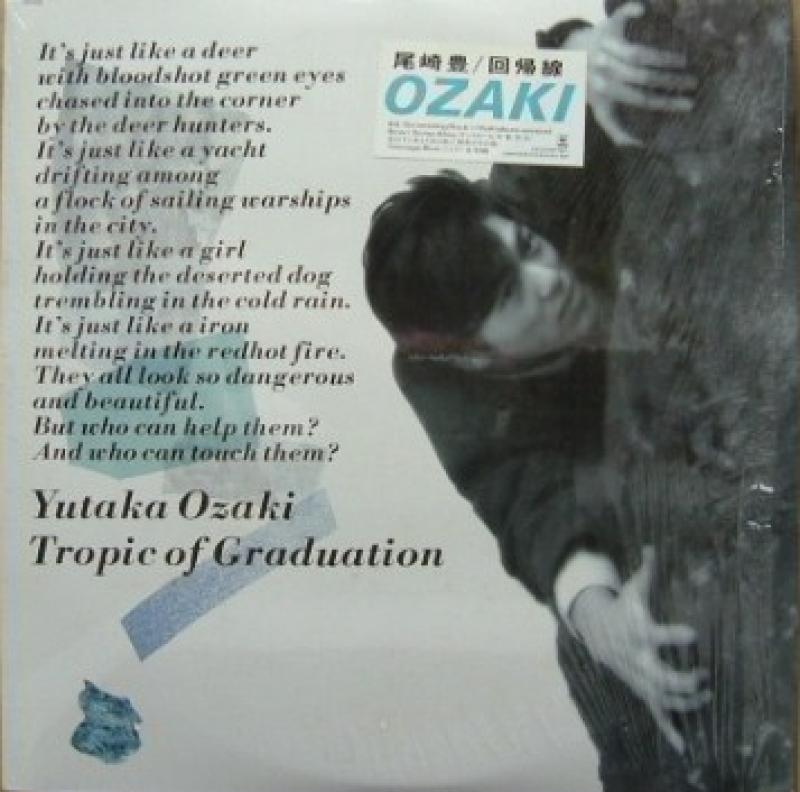 It's just like a deer
with bloodshot green eyes
chased into the corner
by the deer hunters.
It's just like a yacht
drifting among
a flock of sailing warships
in the city.
It's just like a girl
holding the deserted dog
trembling in the cold rain.
It's just like a iron
melting in the redhot fire.
They all look so dangerous
and beautiful.
But who can help them?
And who can touch them?
Yutaka Ozaki
Tropic of Graduation
尾崎豊/回帰線
OZAKI